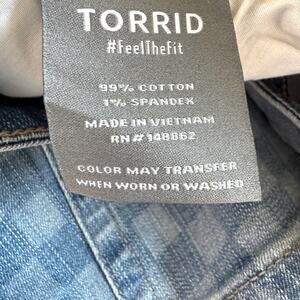 TORRID
#FeelTheFit
99% COTTON
1% SPANDEX
MADE IN VIETNAM
RN# 148862
COLOR MAY TRANSFER
WHEN WORN OR WASHED